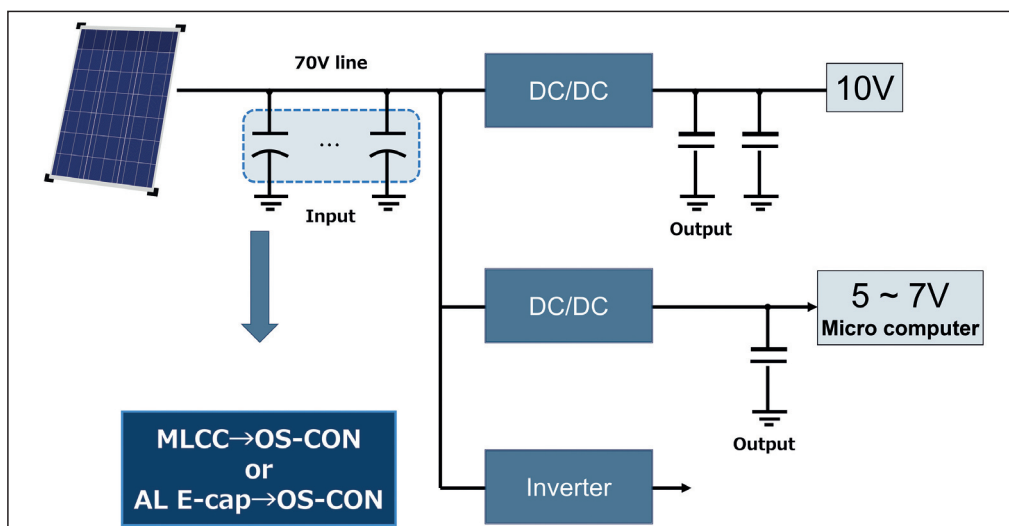 70V line
DC/DC
10V
...
Input
Output
DC/DC
5 ~ 7V
Micro computer
Output
MLCC→OS-CON
or
AL E-cap→OS-CON
Inverter